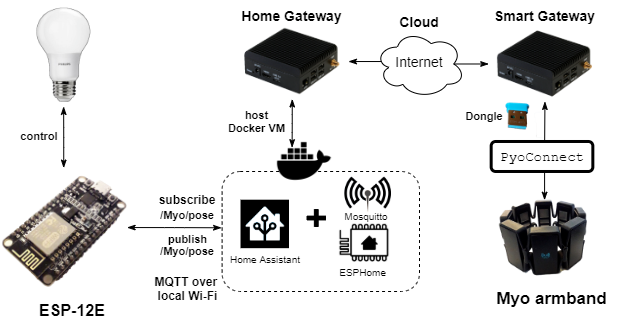 Home Gateway
Cloud
Smart Gateway
Internet
host
Docker VM
Dongle
control
PyoConnect
subscribe
/Myo/pose
publish
/Myo/pose
Mosquitto
Home Assistant
ESPHome
MQTT over
local Wi-Fi
ESP-12E
Myo armband